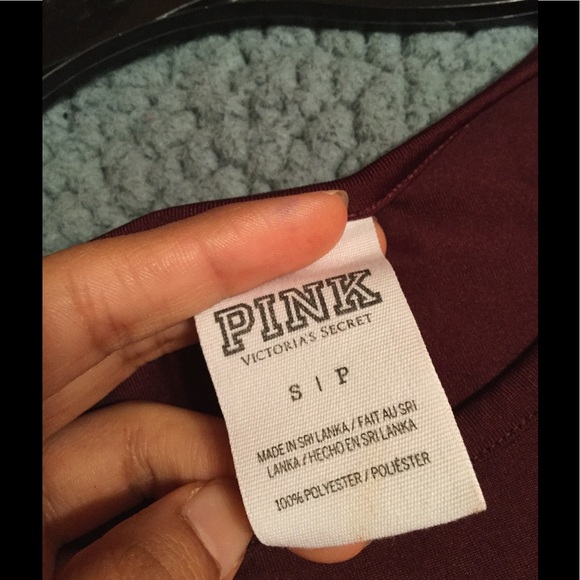 PINK
VICTORIA'S SECRET
S | P
MADE IN SRI LANKA / FAIT AU SRI
LANKA / HECHO EN SRI LANKA
100% POLYESTER / POLIÉSTER